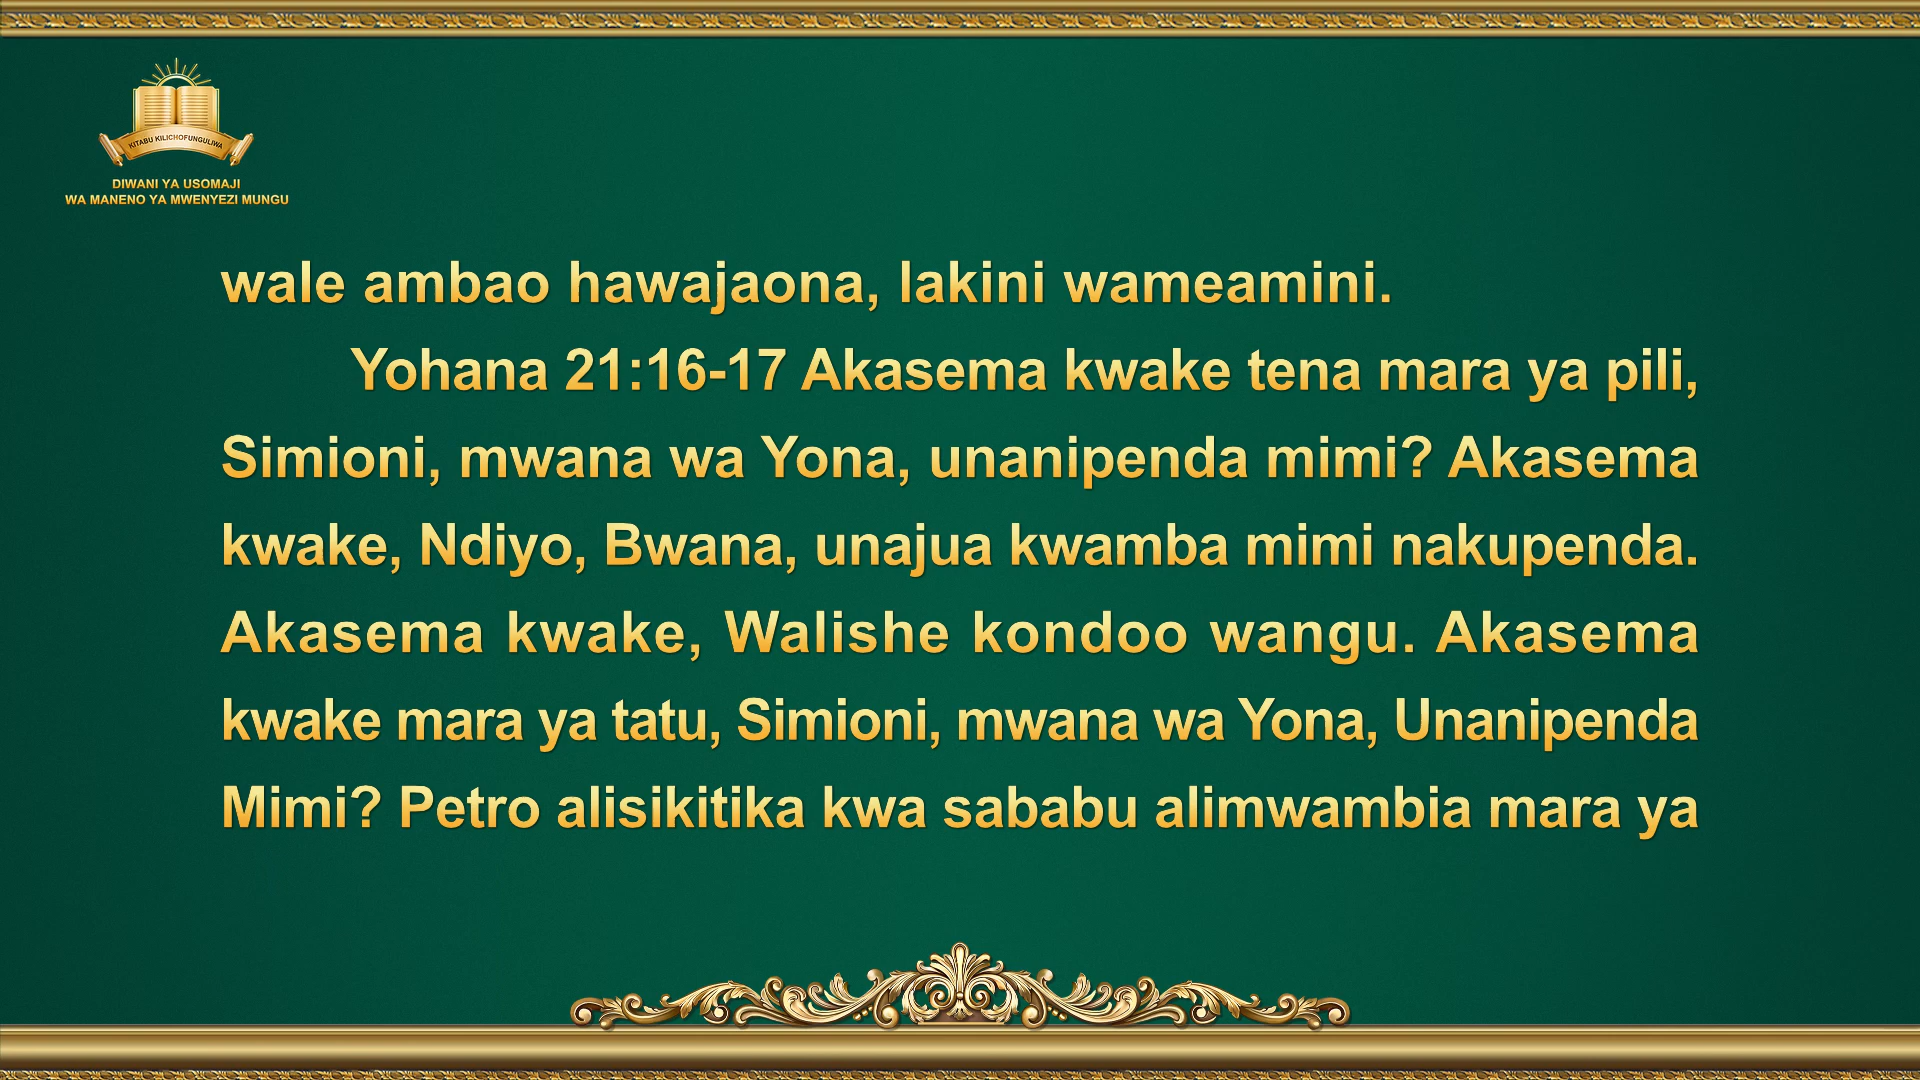 KITABU KILICHOFUNGULIWA
DIWANI YA USOMAJI
WA MANENO YA MWENYEZI MUNGU
wale ambao hawajaona, lakini wameamini.
Yohana 21:16-17 Akasema kwake tena mara ya pili,
Simioni, mwana wa Yona, unanipenda mimi? Akasema
kwake, Ndiyo, Bwana, unajua kwamba mimi nakupenda.
Akasema kwake, Walishe kondoo wangu. Akasema
kwake mara ya tatu, Simioni, mwana wa Yona, Unanipenda
Mimi? Petro alisikitika kwa sababu alimwambia mara ya